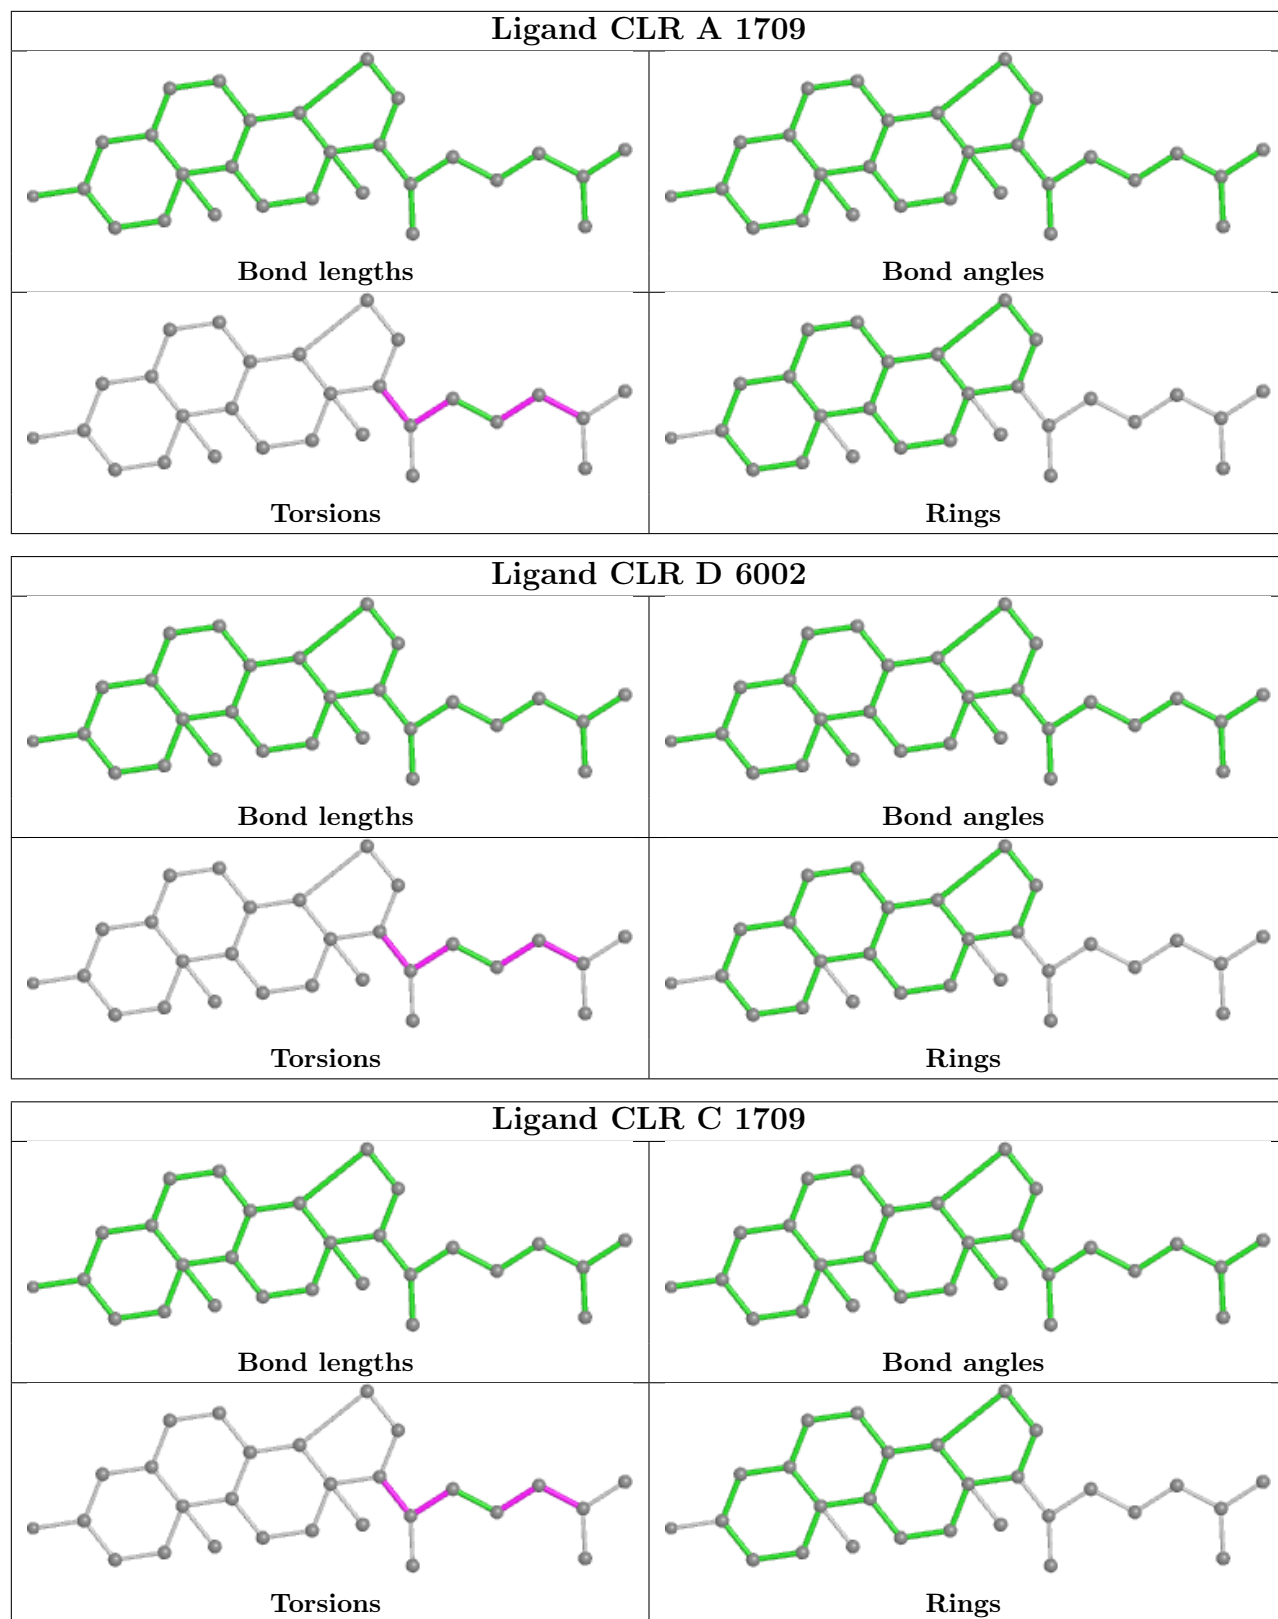 Ligand CLR A 1709
Bond lengths
Bond angles
Torsions
Rings
Ligand CLR D 6002
Bond lengths
Bond angles
Torsions
Rings
Ligand CLR C 1709
Bond lengths
Bond angles
Torsions
Rings